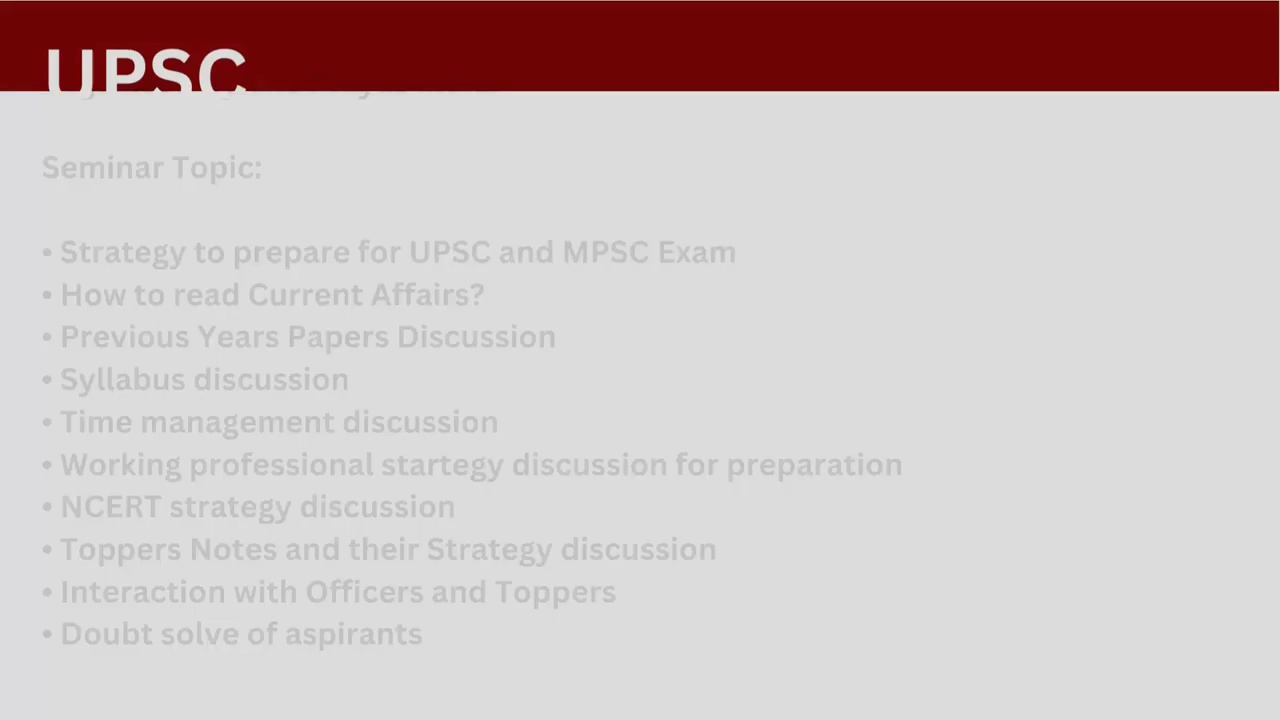 UPSC
Seminar Topic:
• Strategy to prepare for UPSC and MPSC Exam
• How to read Current Affairs?
• Previous Years Papers Discussion
• Syllabus discussion
• Time management discussion
• Working professional startegy discussion for preparation
• NCERT strategy discussion
• Toppers Notes and their Strategy discussion
• Interaction with Officers and Toppers
• Doubt solve of aspirants